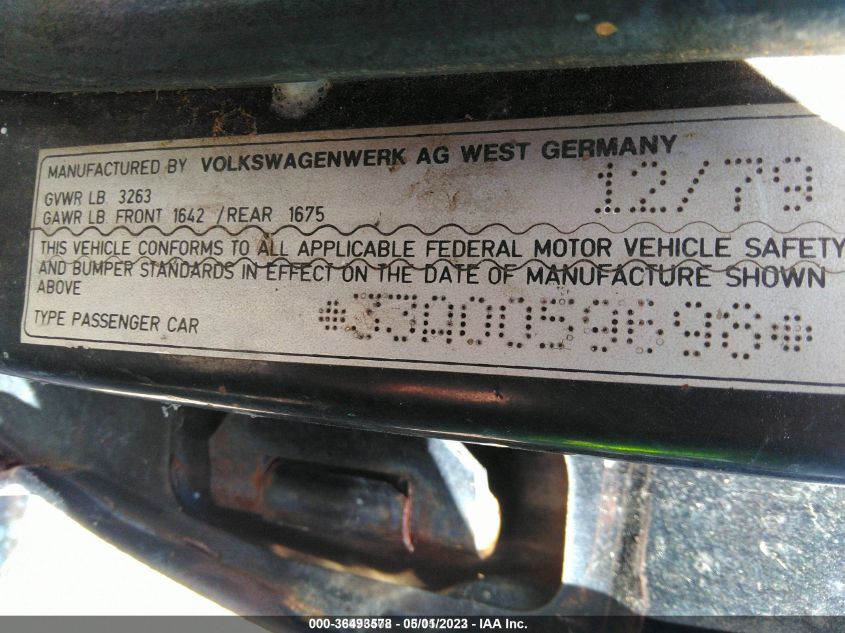 MANUFACTURED BY VOLKSWAGENWERK AG WEST GERMANY
12/79
GVWR LB 3263
GAWR LB FRONT 1642 / REAR 1675
THIS VEHICLE CONFORMS TO ALL APPLICABLE FEDERAL MOTOR VEHICLE SAFETY
AND BUMPER STANDARDS IN EFFECT ON THE DATE OF MANUFACTURE SHOWN
ABOVE
TYPE PASSENGER CAR
000-36493578 - 05/01/2023 - IAA Inc.